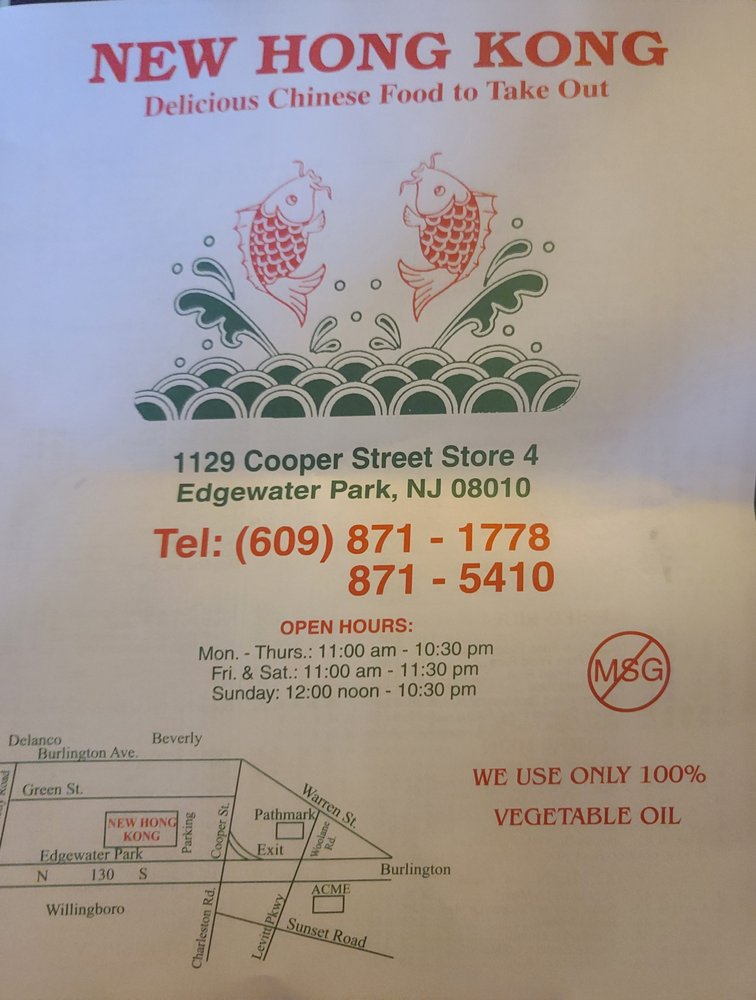 NEW HONG KONG
Delicious Chinese Food to Take Out
1129 Cooper Street Store 4
Edgewater Park, NJ 08010
Tel: (609) 871 - 1778
871 - 5410
OPEN HOURS:
Mon. - Thurs.: 11:00 am - 10:30 pm
Fri. & Sat.: 11:00 am - 11:30 pm
Sunday: 12:00 noon - 10:30 pm
MSG
WE USE ONLY 100%
VEGETABLE OIL
Delanco
Beverly
Burlington Ave.
Road
Green St.
NEW HONG
KONG
Parking
Cooper St.
Pathmark
Warren St.
Woolane
Rd.
Exit
Edgewater Park
N 130 S
Burlington
Willingboro
Charleston Rd.
Levitt Pkwy
ACME
Sunset Road